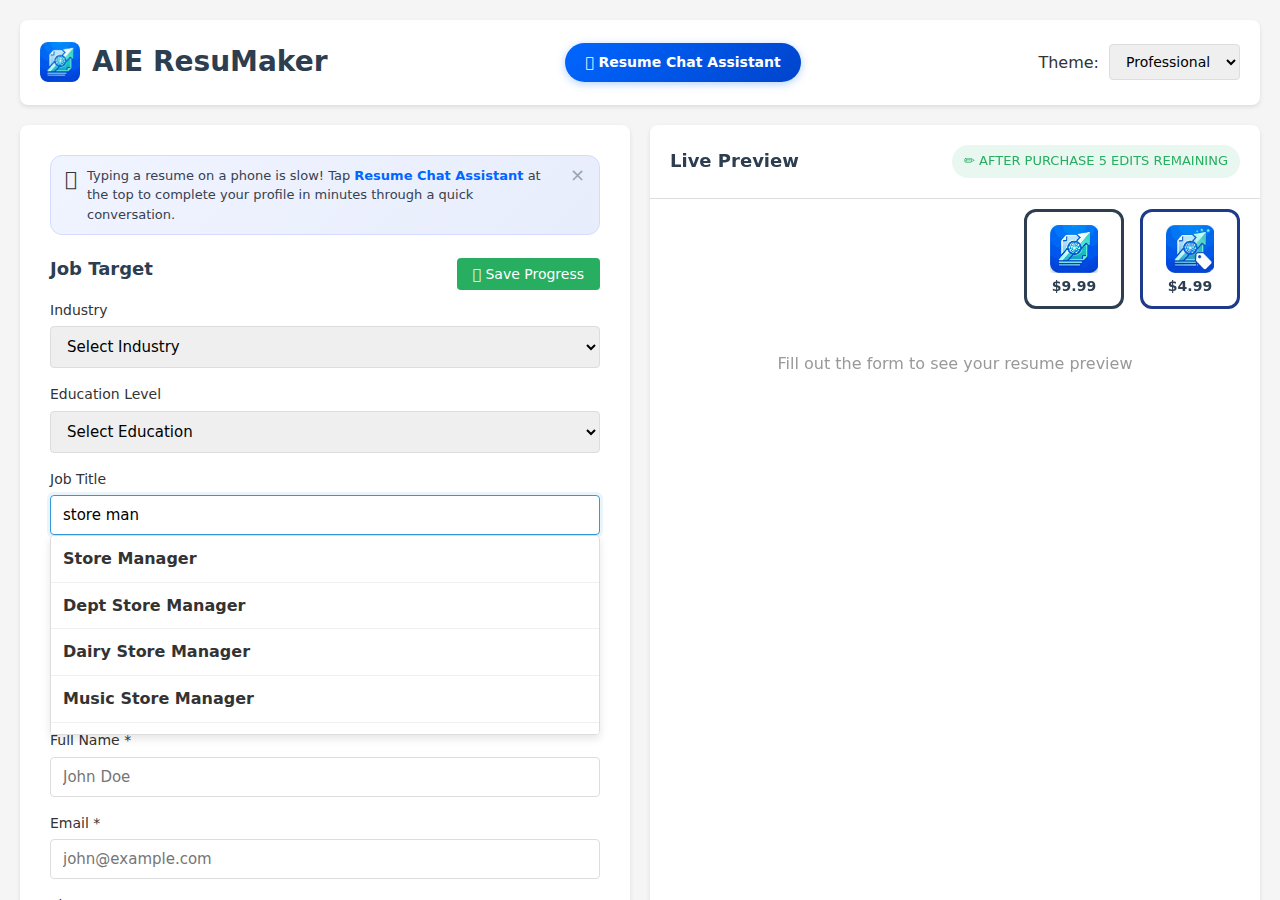 AIE ResuMaker
Resume Chat Assistant
Theme:
Professional
Typing a resume on a phone is slow! Tap Resume Chat Assistant at
the top to complete your profile in minutes through a quick
conversation.
✕
Job Target
Save Progress
Industry
Select Industry
Education Level
Select Education
Job Title
store man
Store Manager
Dept Store Manager
Dairy Store Manager
Music Store Manager
Full Name *
John Doe
Email *
john@example.com
Live Preview
✏ AFTER PURCHASE 5 EDITS REMAINING
$9.99
$4.99
Fill out the form to see your resume preview